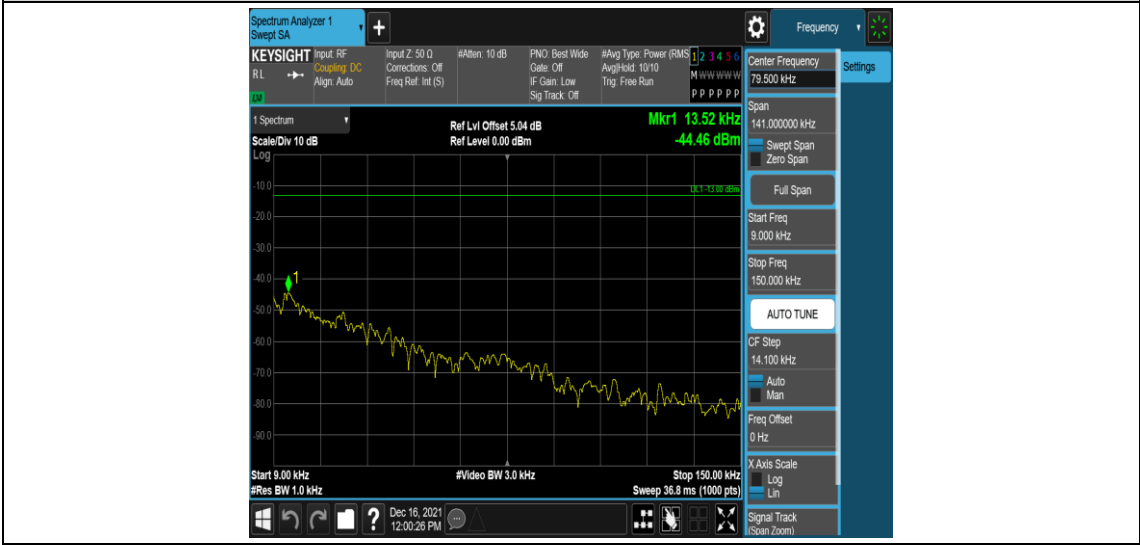 Spectrum Analyzer 1
Swept SA
+
Frequency
KEYSIGHT
RL
LM
Input: RF
Coupling: DC
Align: Auto
Input Z: 50 Ω
Corrections: Off
Freq Ref: Int (S)
#Atten: 10 dB
PNO: Best Wide
Gate: Off
IF Gain: Low
Sig Track: Off
#Avg Type: Power (RMS
Avg|Hold: 10/10
Trig: Free Run
1 2 3 4 5 6
M W W W W W
P P P P P P
1 Spectrum
Scale/Div 10 dB
Log
Ref Lvl Offset 5.04 dB
Ref Level 0.00 dBm
Mkr1 13.52 kHz
-44.46 dBm
DL1 -13.00 dBm
-10.0
-20.0
-30.0
-40.0
-50.0
-60.0
-70.0
-80.0
-90.0
1
Start 9.00 kHz
#Res BW 1.0 kHz
#Video BW 3.0 kHz
Stop 150.00 kHz
Sweep 36.8 ms (1000 pts)
Dec 16, 2021
12:00:26 PM
?
Settings
Center Frequency
79.500 kHz
Span
141.000000 kHz
Swept Span
Zero Span
Full Span
Start Freq
9.000 kHz
Stop Freq
150.000 kHz
AUTO TUNE
CF Step
14.100 kHz
Auto
Man
Freq Offset
0 Hz
X Axis Scale
Log
Lin
Signal Track
(Span Zoom)